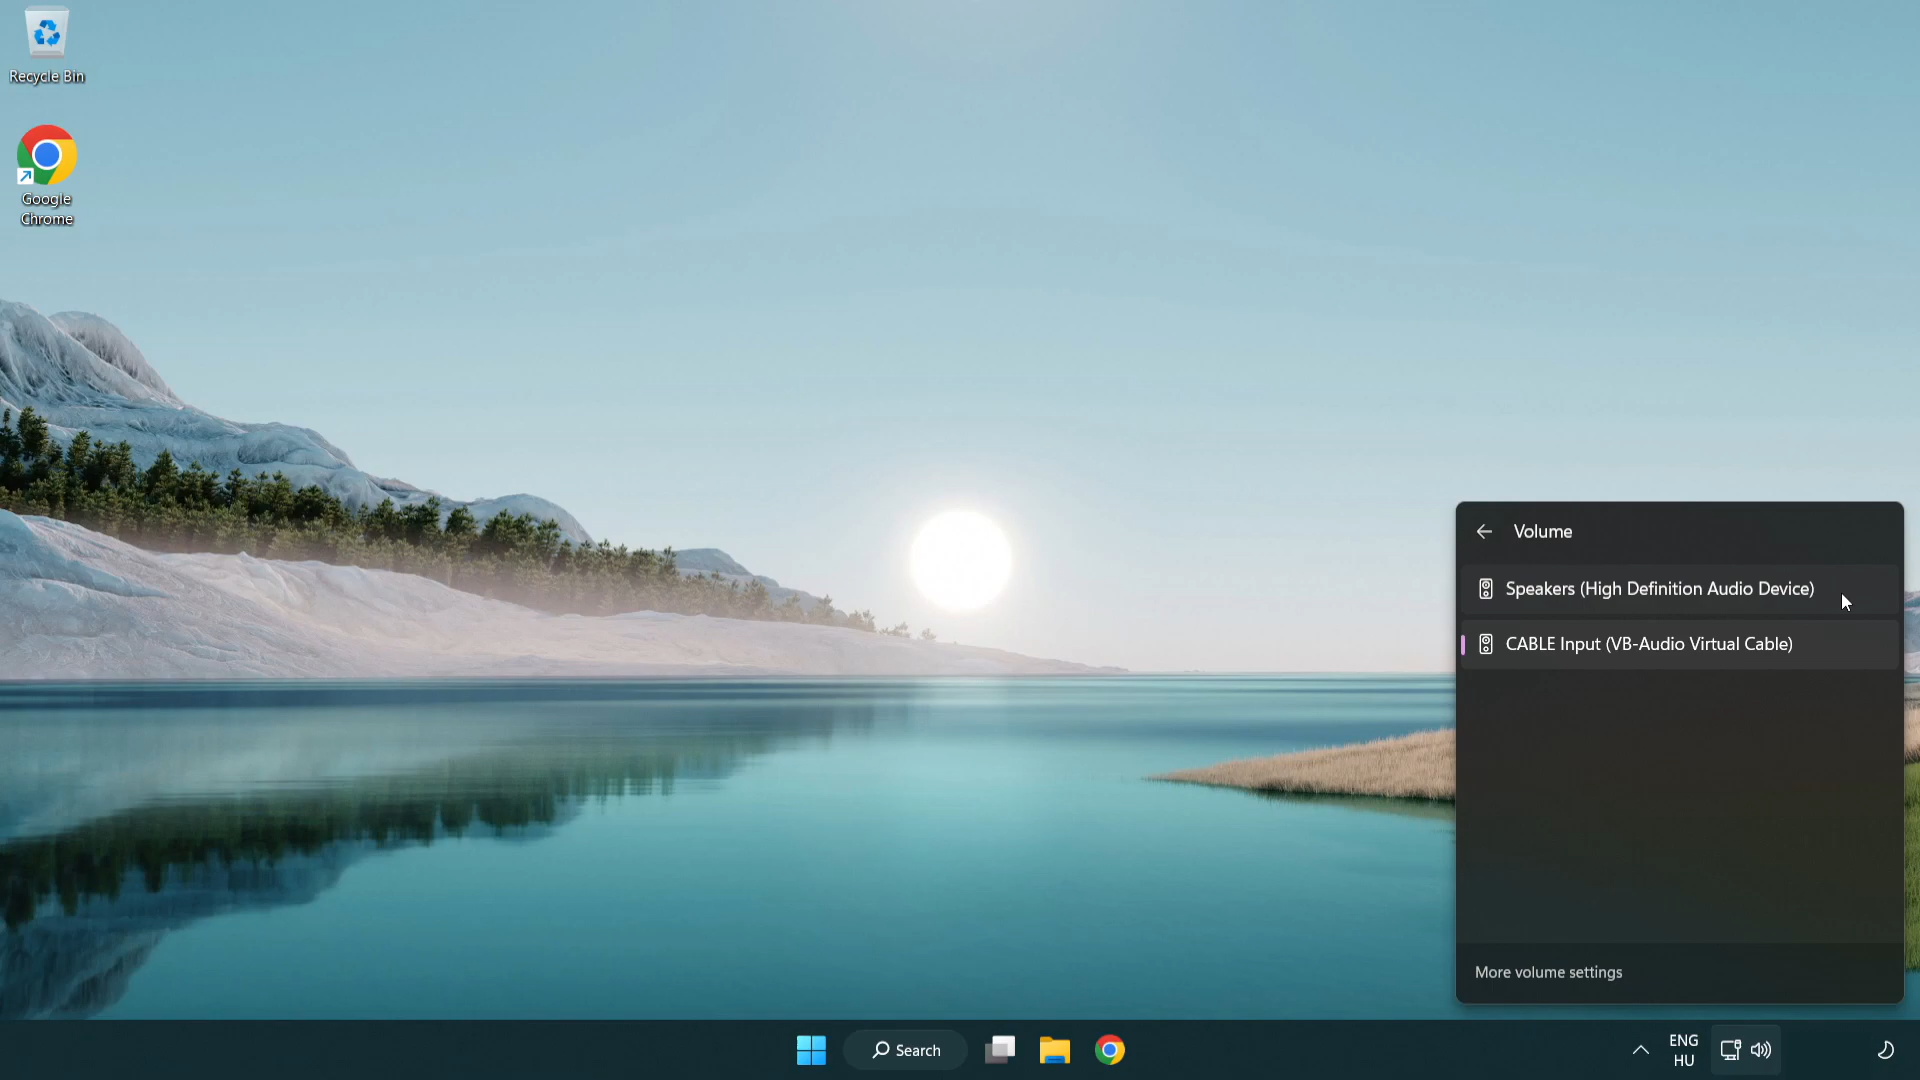 Recycle Bin
Google
Chrome
Volume
Speakers (High Definition Audio Device)
CABLE Input (VB-Audio Virtual Cable)
More volume settings
Search
ENG
HU